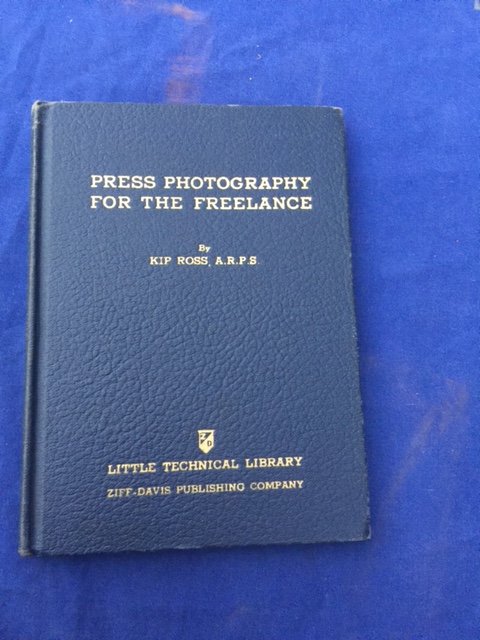 PRESS PHOTOGRAPHY
FOR THE FREELANCE
By
KIP ROSS, A.R.P.S.
ZD
LITTLE TECHNICAL LIBRARY
ZIFF-DAVIS PUBLISHING COMPANY